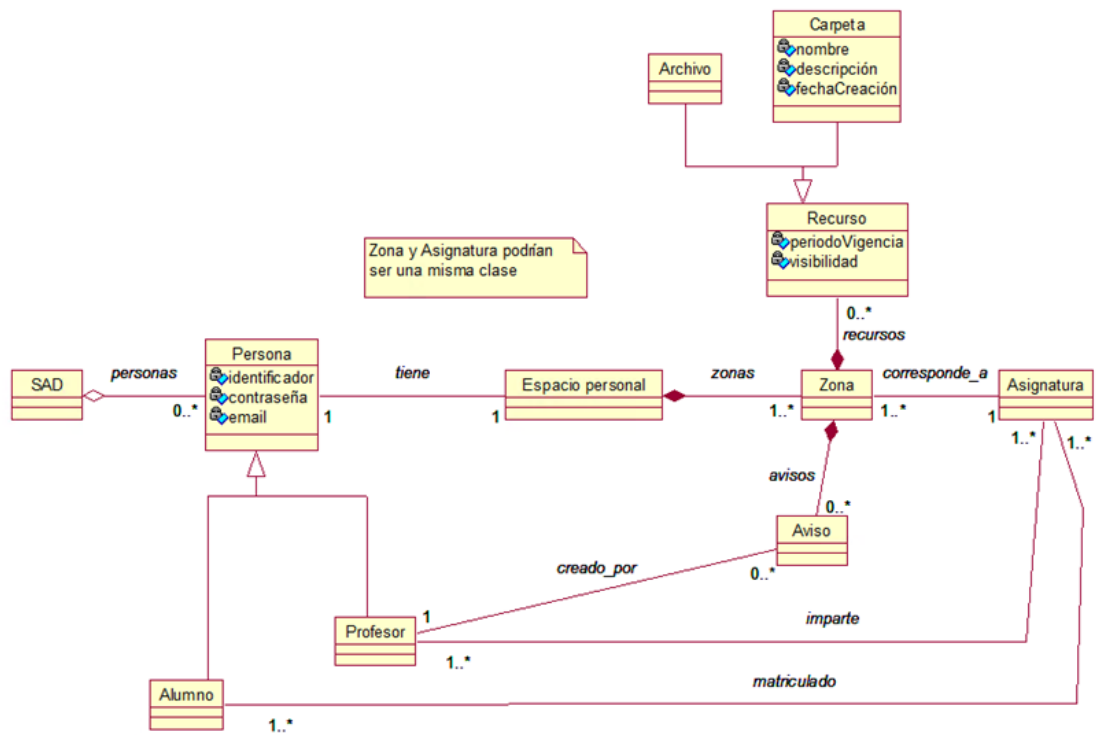 Carpeta
nombre
descripción
fechaCreación
Archivo
Recurso
periodoVigencia
visibilidad
Zona y Asignatura podrían
ser una misma clase
0..*
recursos
Persona
identificador
contraseña
email
SAD
personas
0..*
tiene
1
1
Espacio personal
zonas
1..*
Zona
corresponde_a
1..*
1
Asignatura
1..*
1..*
avisos
0..*
Aviso
creado_por
0..*
1
Profesor
imparte
1..*
matriculado
Alumno
1..*